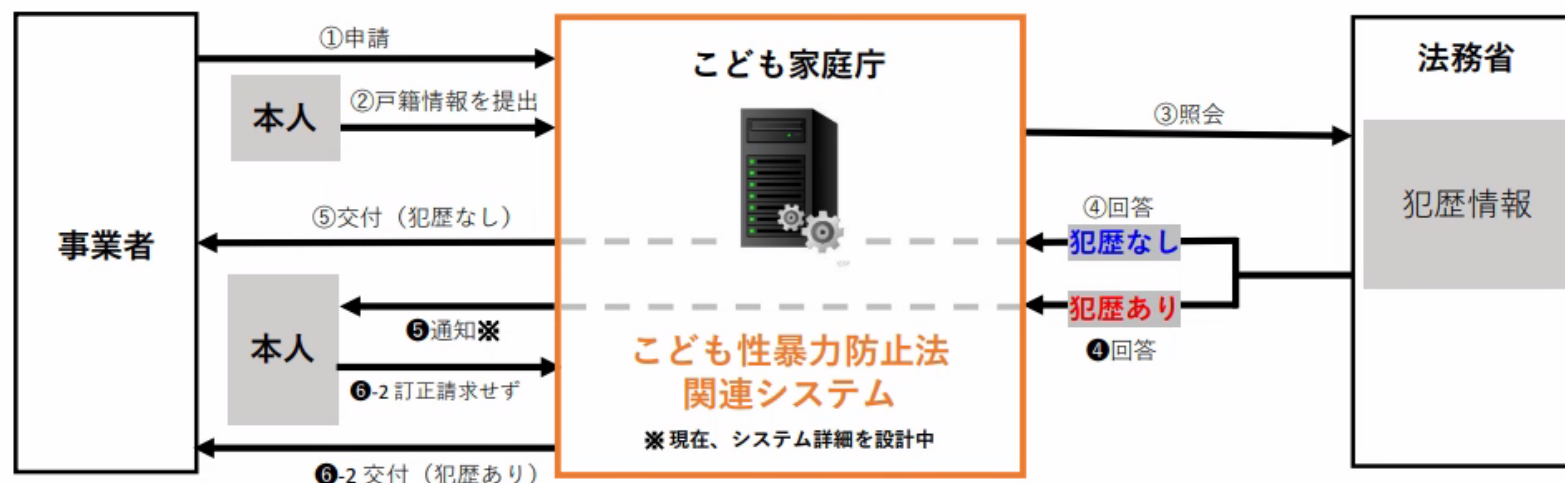 ①申請
こども家庭庁
法務省
本人
②戸籍情報を提出
③照会
犯歴情報
事業者
⑤交付（犯歴なし）
④回答
犯歴なし
本人
❺通知※
犯歴あり
❹回答
❻-2 訂正請求せず
こども性暴力防止法
関連システム
※現在、システム詳細を設計中
❻-2 交付（犯歴あり）